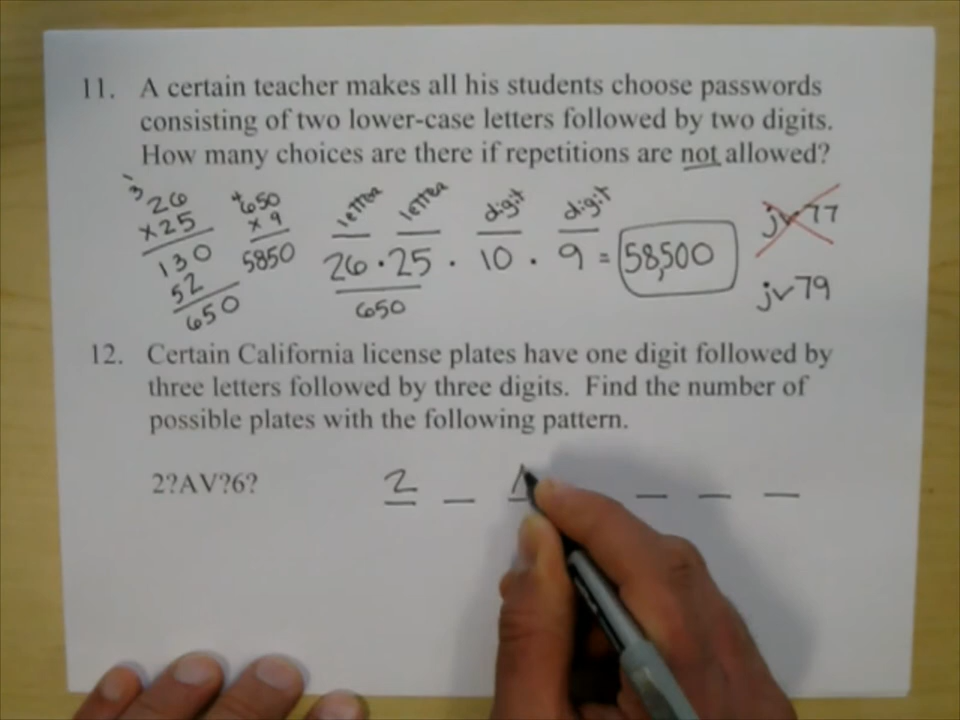 11. A certain teacher makes all his students choose passwords
consisting of two lower-case letters followed by two digits.
How many choices are there if repetitions are not allowed?
3 1
26
×25
130
52
650
4
650
× 9
5850
letter letter digit digit
26 · 25 · 10 · 9 = 58,500
650
jv77
jv79
12. Certain California license plates have one digit followed by
three letters followed by three digits. Find the number of
possible plates with the following pattern.
2?AV?6?
2 _